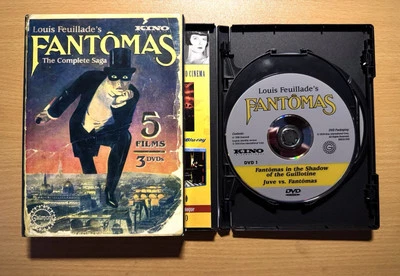 Louis Feuillade's
KINO
FANTÔMAS
The Complete Saga
5
FILMS
3 DVDs
CINEMA
Louis Feuillade's
FANTÔMAS
KINO
DVD 1
Fantômas in the Shadow
of the Guillotine
Juve vs. Fantômas
DVD